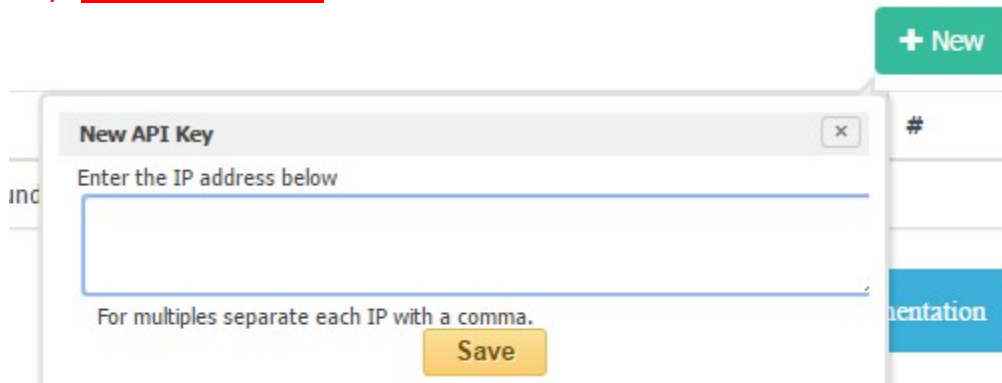 + New
New API Key
×
#
Enter the IP address below
For multiples separate each IP with a comma.
Save